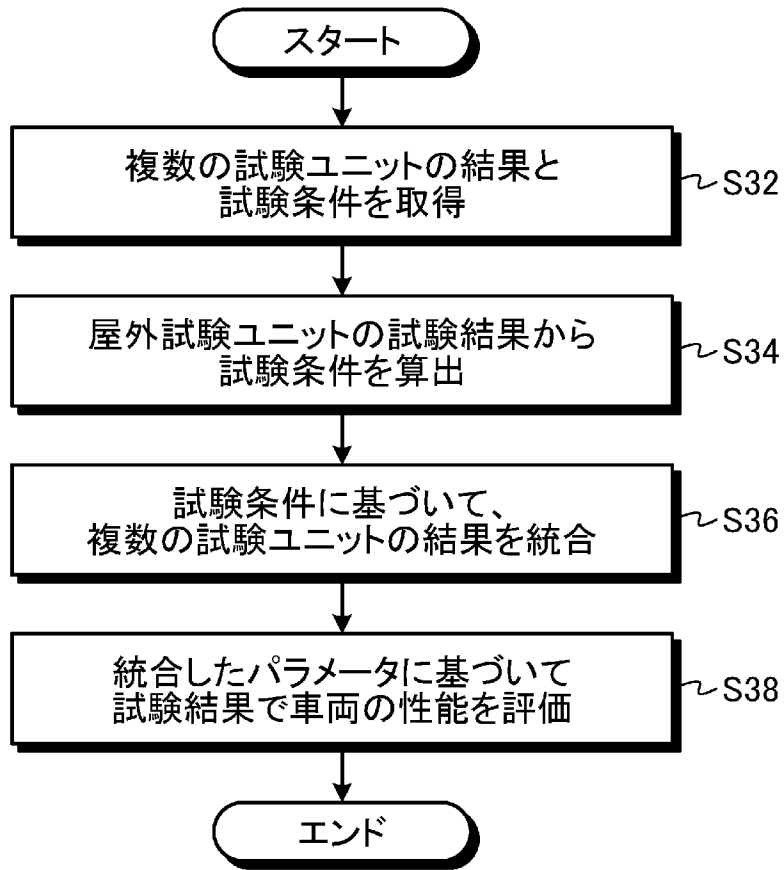 スタート
複数の試験ユニットの結果と
試験条件を取得
S32
屋外試験ユニットの試験結果から
試験条件を算出
S34
試験条件に基づいて、
複数の試験ユニットの結果を統合
S36
統合したパラメータに基づいて
試験結果で車両の性能を評価
S38
エンド